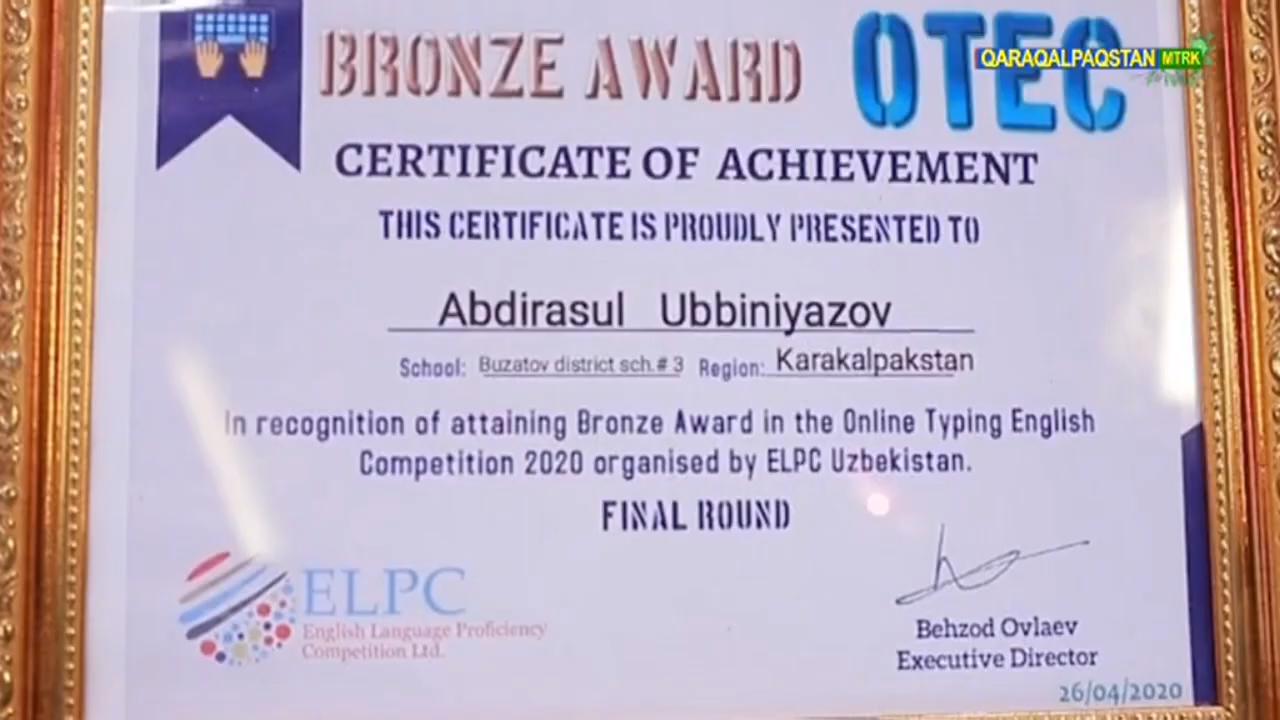 BRONZE AWARD OTEC
QARAQALPAQSTAN MTRK
CERTIFICATE OF ACHIEVEMENT
THIS CERTIFICATE IS PROUDLY PRESENTED TO
Abdirasul Ubbiniyazov
School: Buzatov district sch.# 3 Region: Karakalpakstan
In recognition of attaining Bronze Award in the Online Typing English
Competition 2020 organised by ELPC Uzbekistan.
FINAL ROUND
ELPC
English Language Proficiency
Competition Ltd.
Behzod Ovlaev
Executive Director
26/04/2020